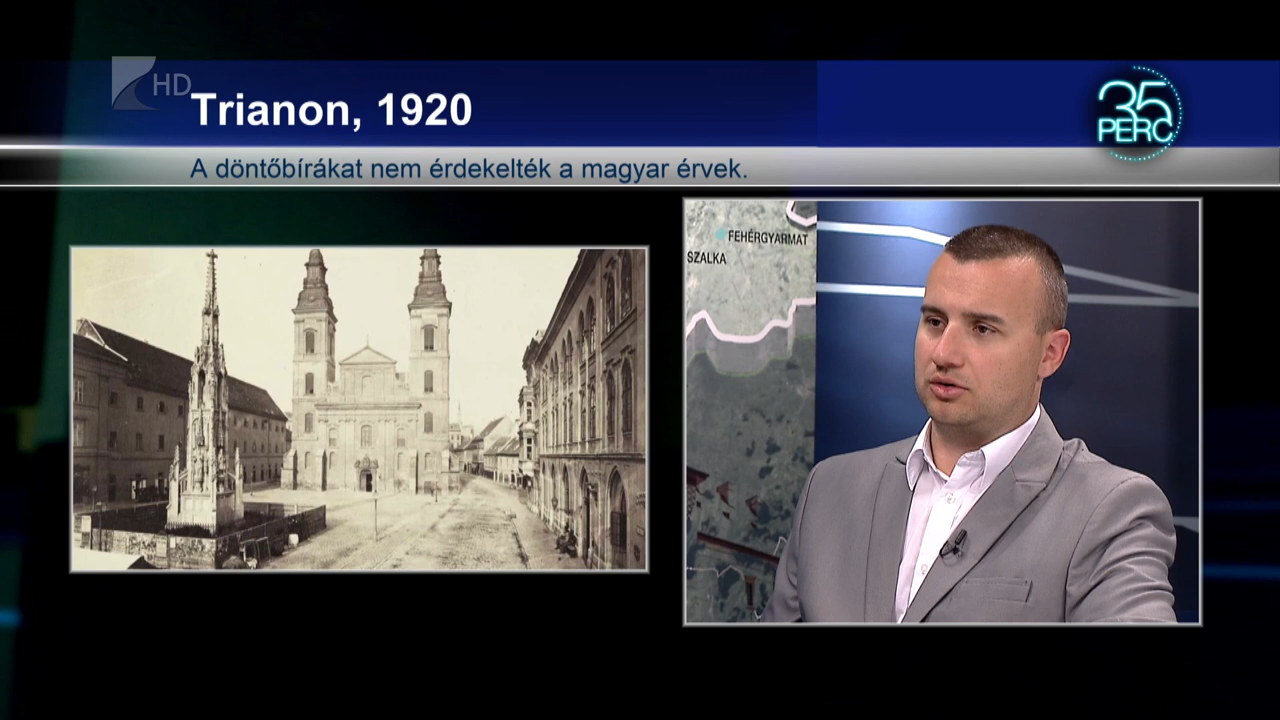 HD
Trianon, 1920
35
PERC
A döntőbírákat nem érdekelték a magyar érvek.
FEHÉRGYARMAT
SZALKA